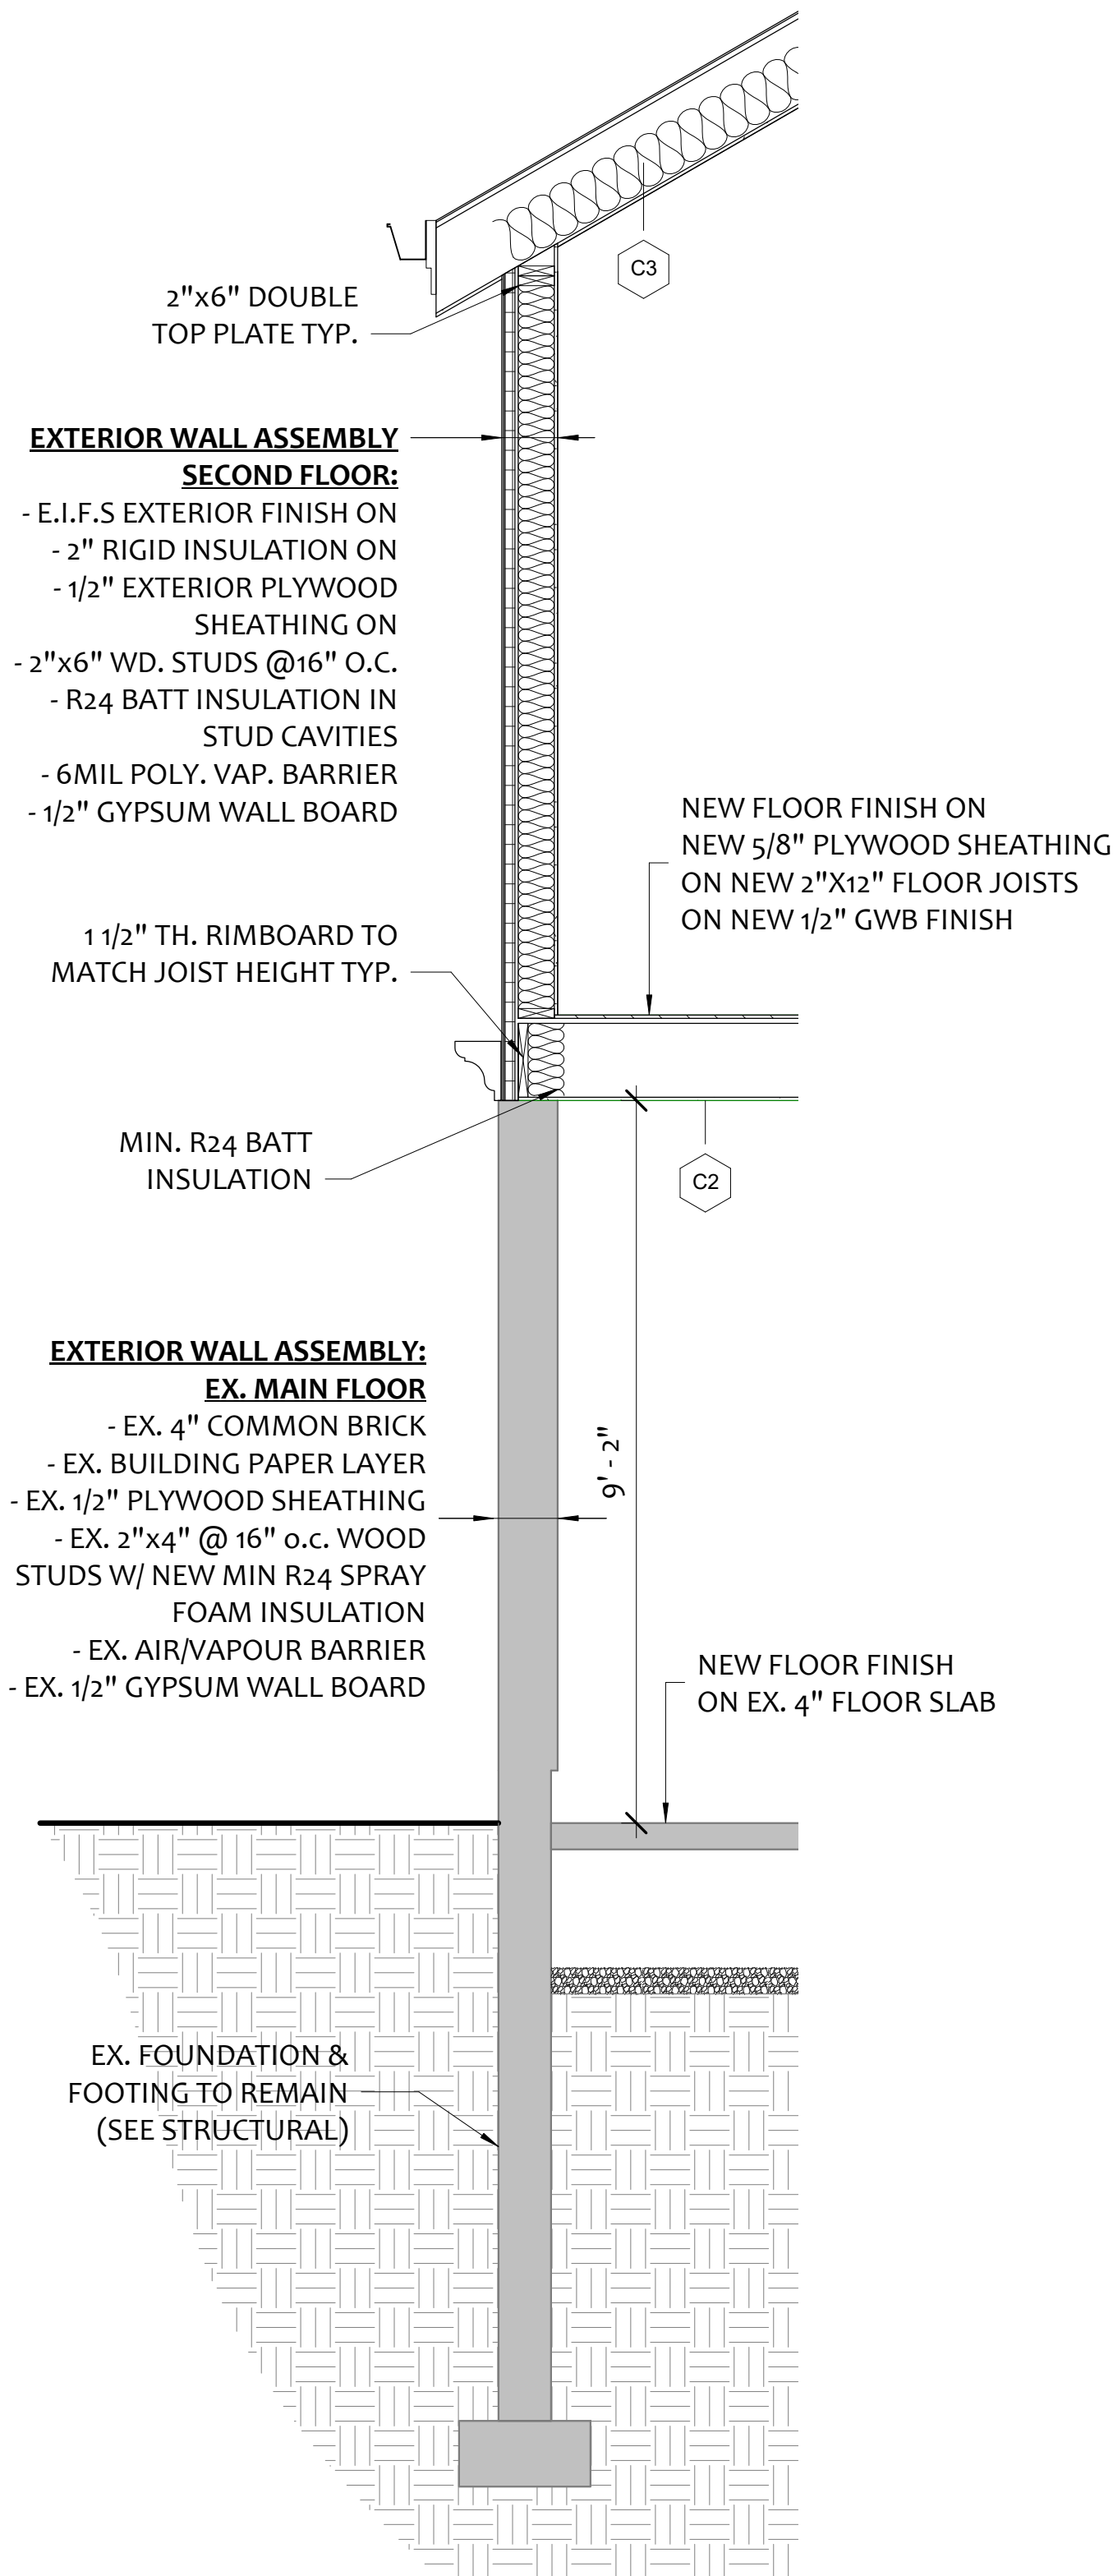 C3
2"x6" DOUBLE
TOP PLATE TYP.
EXTERIOR WALL ASSEMBLY
SECOND FLOOR:
- E.I.F.S EXTERIOR FINISH ON
- 2" RIGID INSULATION ON
- 1/2" EXTERIOR PLYWOOD
SHEATHING ON
- 2"x6" WD. STUDS @16" O.C.
- R24 BATT INSULATION IN
STUD CAVITIES
- 6MIL POLY. VAP. BARRIER
- 1/2" GYPSUM WALL BOARD
NEW FLOOR FINISH ON
NEW 5/8" PLYWOOD SHEATHING
ON NEW 2"X12" FLOOR JOISTS
ON NEW 1/2" GWB FINISH
1 1/2" TH. RIMBOARD TO
MATCH JOIST HEIGHT TYP.
MIN. R24 BATT
INSULATION
C2
EXTERIOR WALL ASSEMBLY:
EX. MAIN FLOOR
- EX. 4" COMMON BRICK
- EX. BUILDING PAPER LAYER
- EX. 1/2" PLYWOOD SHEATHING
- EX. 2"x4" @ 16" o.c. WOOD
STUDS W/ NEW MIN R24 SPRAY
FOAM INSULATION
- EX. AIR/VAPOUR BARRIER
- EX. 1/2" GYPSUM WALL BOARD
9' - 2"
NEW FLOOR FINISH
ON EX. 4" FLOOR SLAB
EX. FOUNDATION &
FOOTING TO REMAIN
(SEE STRUCTURAL)